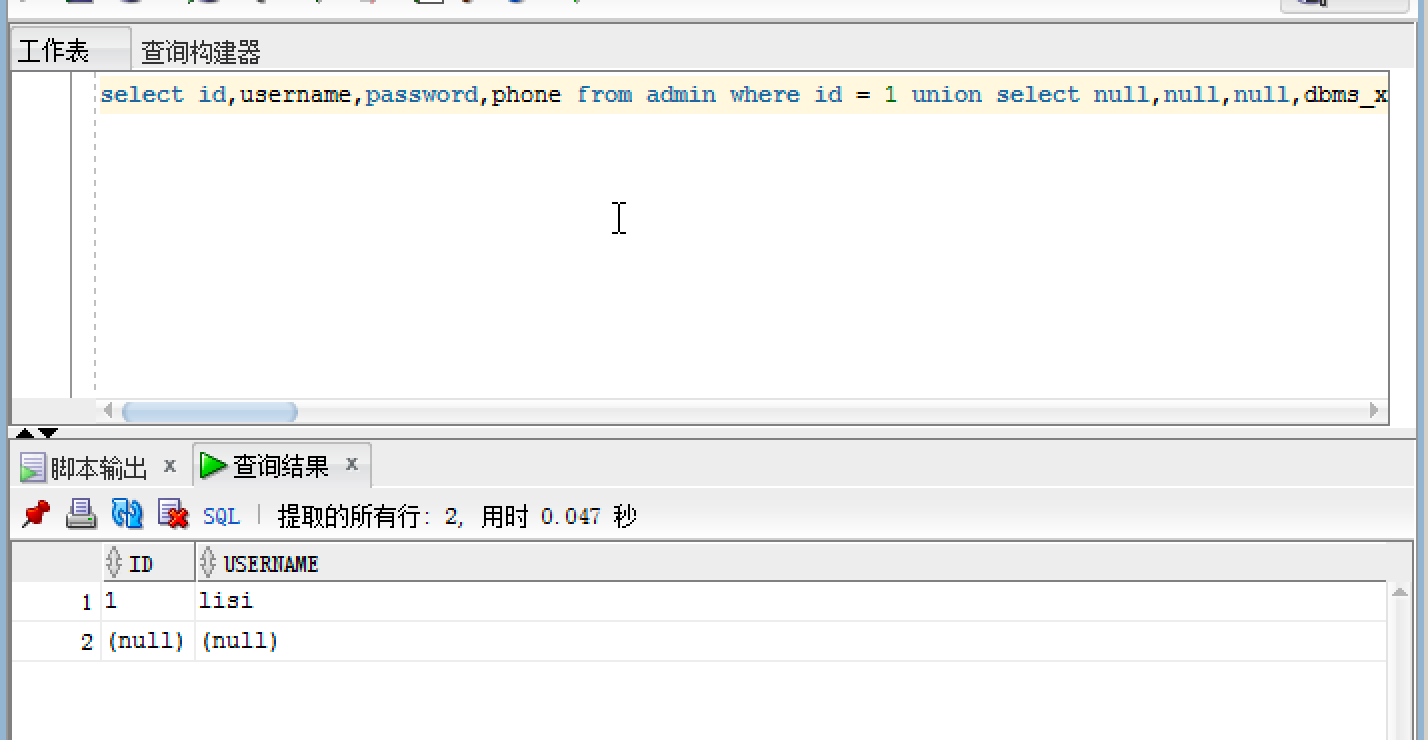 工作表 查询构建器
select id,username,password,phone from admin where id = 1 union select null,null,null,dbms_x
脚本输出 x 查询结果 x
SQL | 提取的所有行: 2, 用时 0.047 秒
ID USERNAME
1 1 lisi
2 (null) (null)